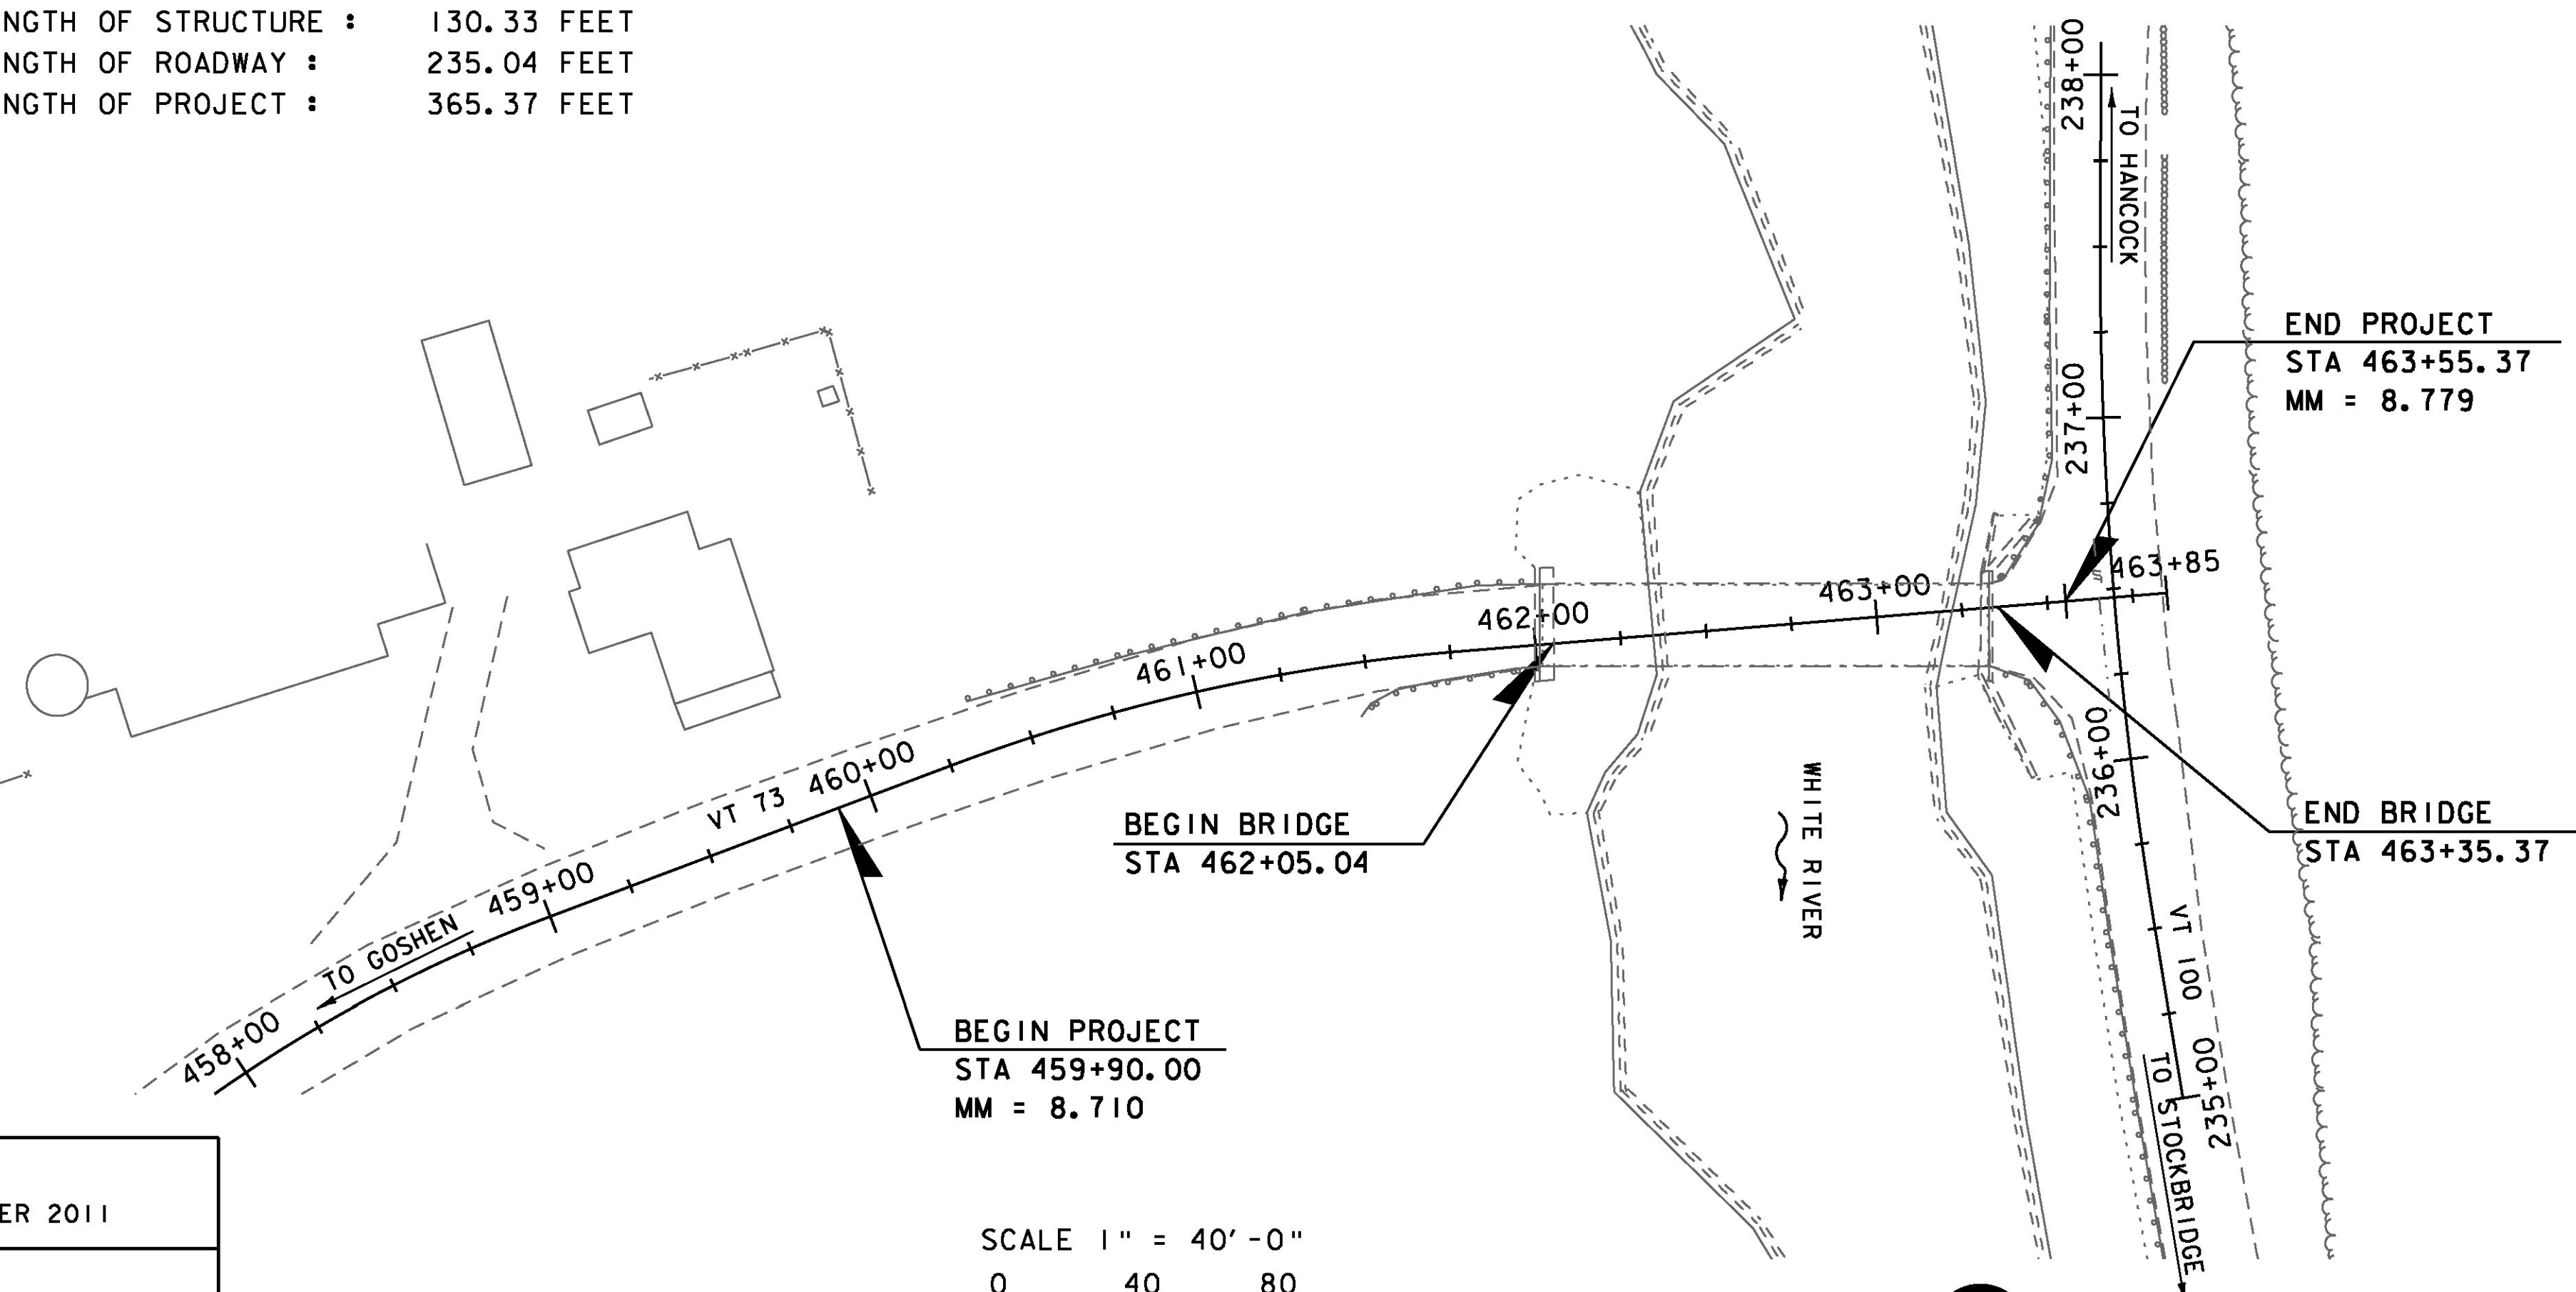 NGTH OF STRUCTURE : 130.33 FEET
NGTH OF ROADWAY : 235.04 FEET
NGTH OF PROJECT : 365.37 FEET
238+00
TO HANCOCK
END PROJECT
STA 463+55.37
MM = 8.779
237+00
463+85
463+00
462+00
461+00
460+00
VT 73
236+00
WHITE RIVER
BEGIN BRIDGE
STA 462+05.04
END BRIDGE
STA 463+35.37
459+00
TO GOSHEN
458+00
VT 100
BEGIN PROJECT
STA 459+90.00
MM = 8.710
235+00
TO STOCKBRIDGE
ER 2011
SCALE 1" = 40'-0"
0 40 80